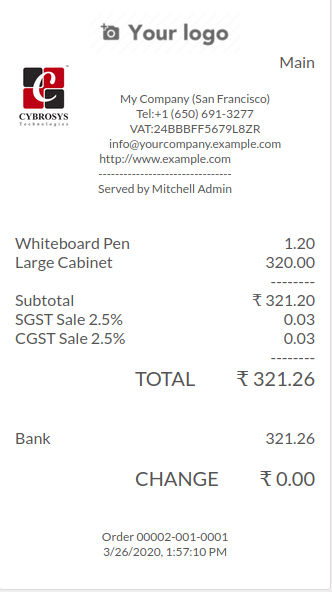 Your logo
Main
C
CYBROSYS
Technologies
My Company (San Francisco)
Tel:+1 (650) 691-3277
VAT:24BBBFF5679L8ZR
info@yourcompany.example.com
http://www.example.com
--------------------------------
Served by Mitchell Admin
Whiteboard Pen 1.20
Large Cabinet 320.00
--------
Subtotal ₹ 321.20
SGST Sale 2.5% 0.03
CGST Sale 2.5% 0.03
--------
TOTAL ₹ 321.26
Bank 321.26
CHANGE ₹ 0.00
Order 00002-001-0001
3/26/2020, 1:57:10 PM